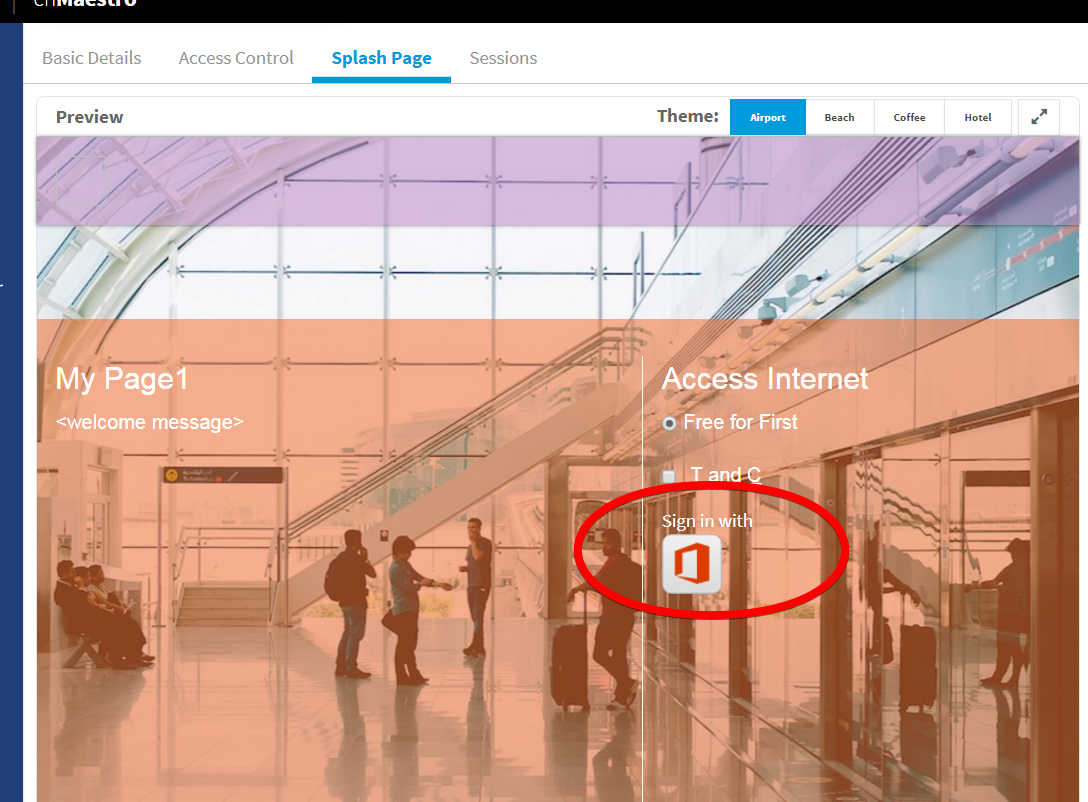 cnMaestro
Basic Details Access Control Splash Page Sessions
Preview Theme: Airport Beach Coffee Hotel
My Page1
<welcome message>
Access Internet
Free for First
T and C
Sign in with